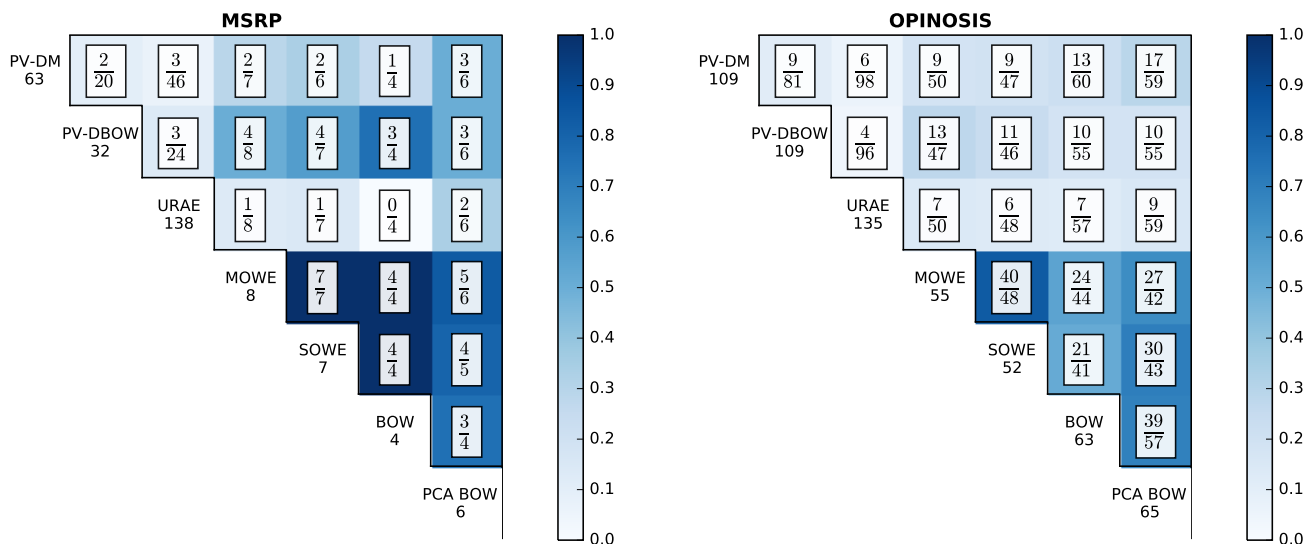 MSRP
PV-DM
63
2/20 3/46 2/7 2/6 1/4 3/6
PV-DBOW
32
3/24 4/8 4/7 3/4 3/6
URAE
138
1/8 1/7 0/4 2/6
MOWE
8
7/7 4/4 5/6
SOWE
7
4/4 4/5
BOW
4
3/4
PCA BOW
6
1.0
0.9
0.8
0.7
0.6
0.5
0.4
0.3
0.2
0.1
0.0
OPINOSIS
PV-DM
109
9/81 6/98 9/50 9/47 13/60 17/59
PV-DBOW
109
4/96 13/47 11/46 10/55 10/55
URAE
135
7/50 6/48 7/57 9/59
MOWE
55
40/48 24/44 27/42
SOWE
52
21/41 30/43
BOW
63
39/57
PCA BOW
65
1.0
0.9
0.8
0.7
0.6
0.5
0.4
0.3
0.2
0.1
0.0